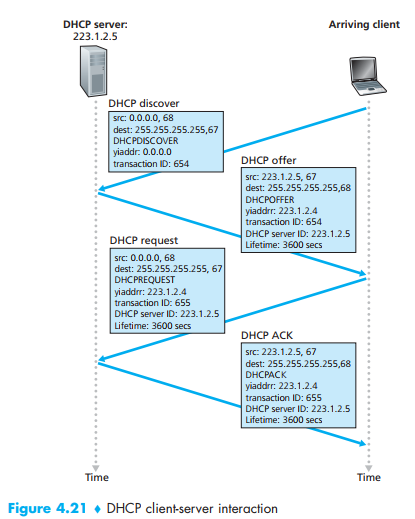 DHCP server:
223.1.2.5
Arriving client
DHCP discover
src: 0.0.0.0, 68
dest: 255.255.255.255,67
DHCPDISCOVER
yiaddr: 0.0.0.0
transaction ID: 654
DHCP offer
src: 223.1.2.5, 67
dest: 255.255.255.255,68
DHCPOFFER
yiaddrr: 223.1.2.4
transaction ID: 654
DHCP server ID: 223.1.2.5
Lifetime: 3600 secs
DHCP request
src: 0.0.0.0, 68
dest: 255.255.255.255, 67
DHCPREQUEST
yiaddrr: 223.1.2.4
transaction ID: 655
DHCP server ID: 223.1.2.5
Lifetime: 3600 secs
DHCP ACK
src: 223.1.2.5, 67
dest: 255.255.255.255,68
DHCPACK
yiaddrr: 223.1.2.4
transaction ID: 655
DHCP server ID: 223.1.2.5
Lifetime: 3600 secs
Time
Time
Figure 4.21 ♦ DHCP client-server interaction